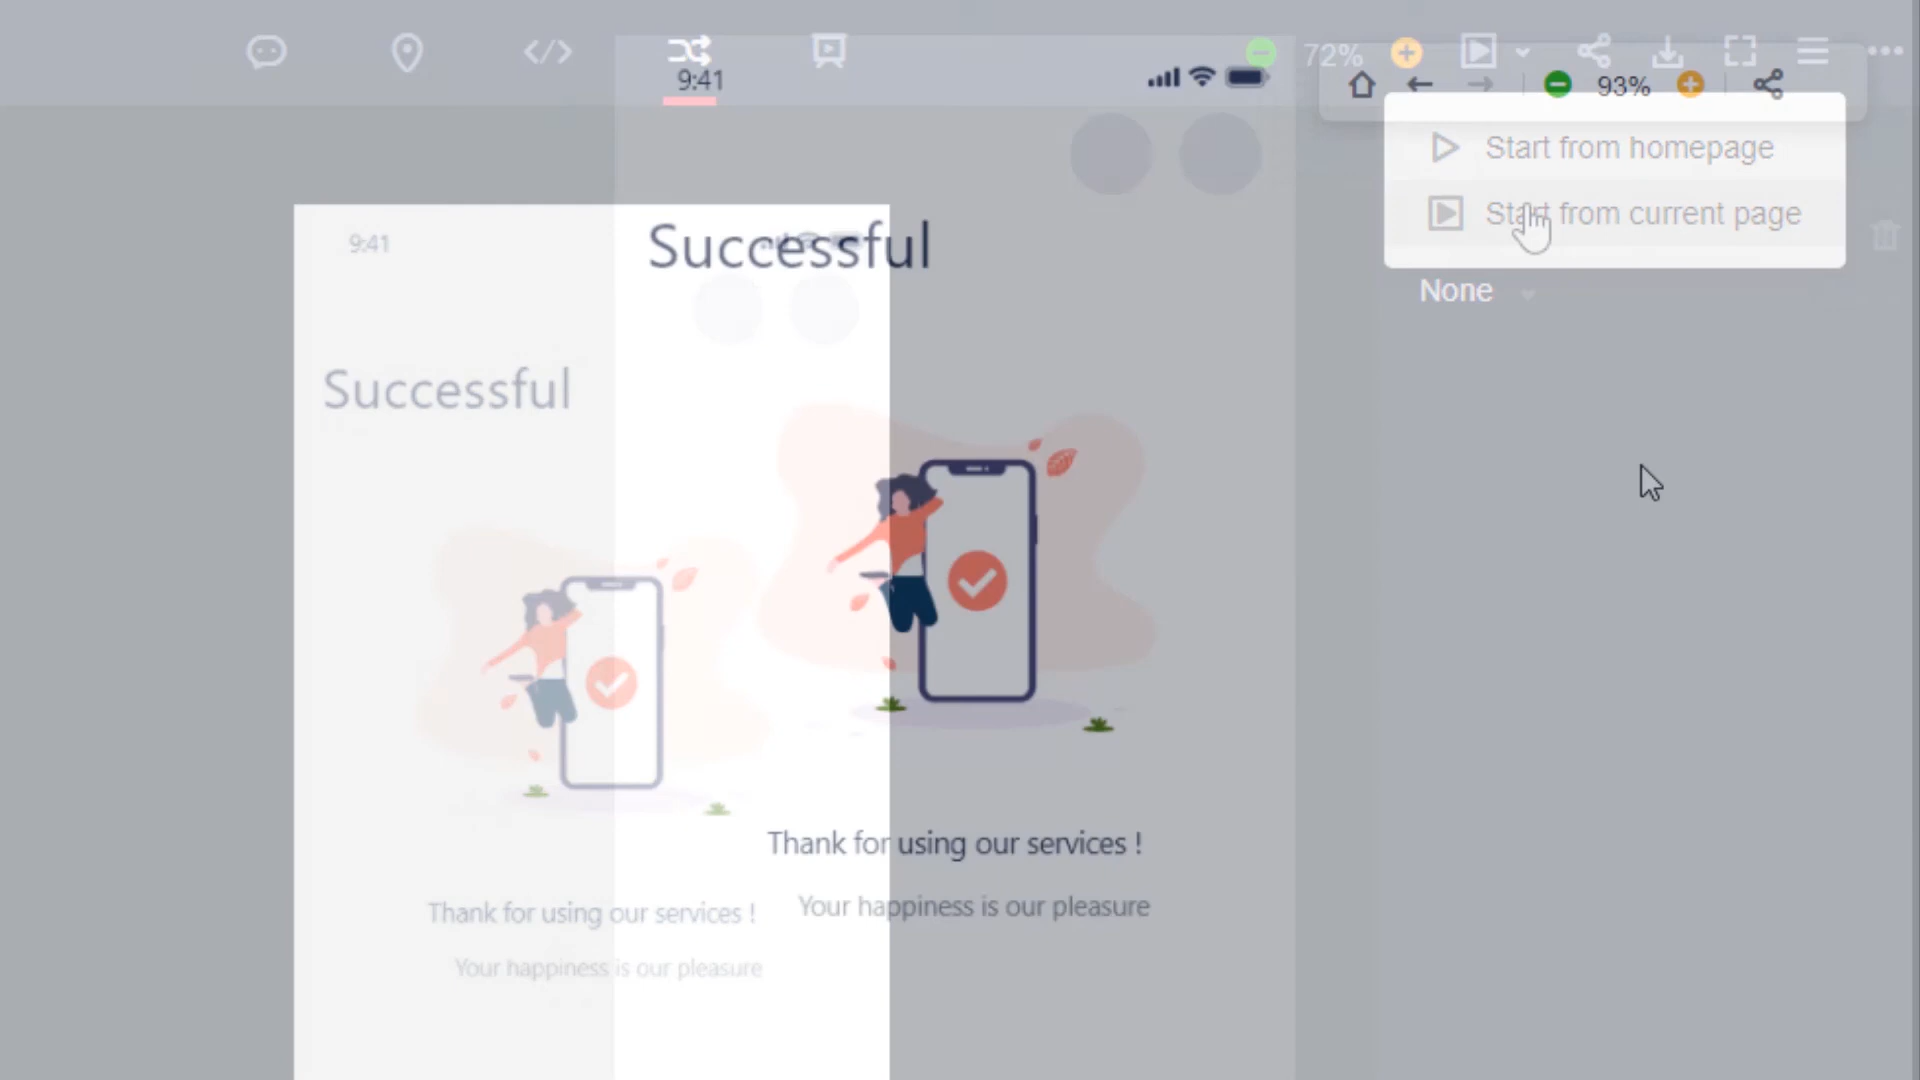 72%
9:41
93%
Start from homepage
Start from current page
None
9:41
Successful
Successful
Thank for using our services !
Your happiness is our pleasure
Thank for using our services !
Your happiness is our pleasure